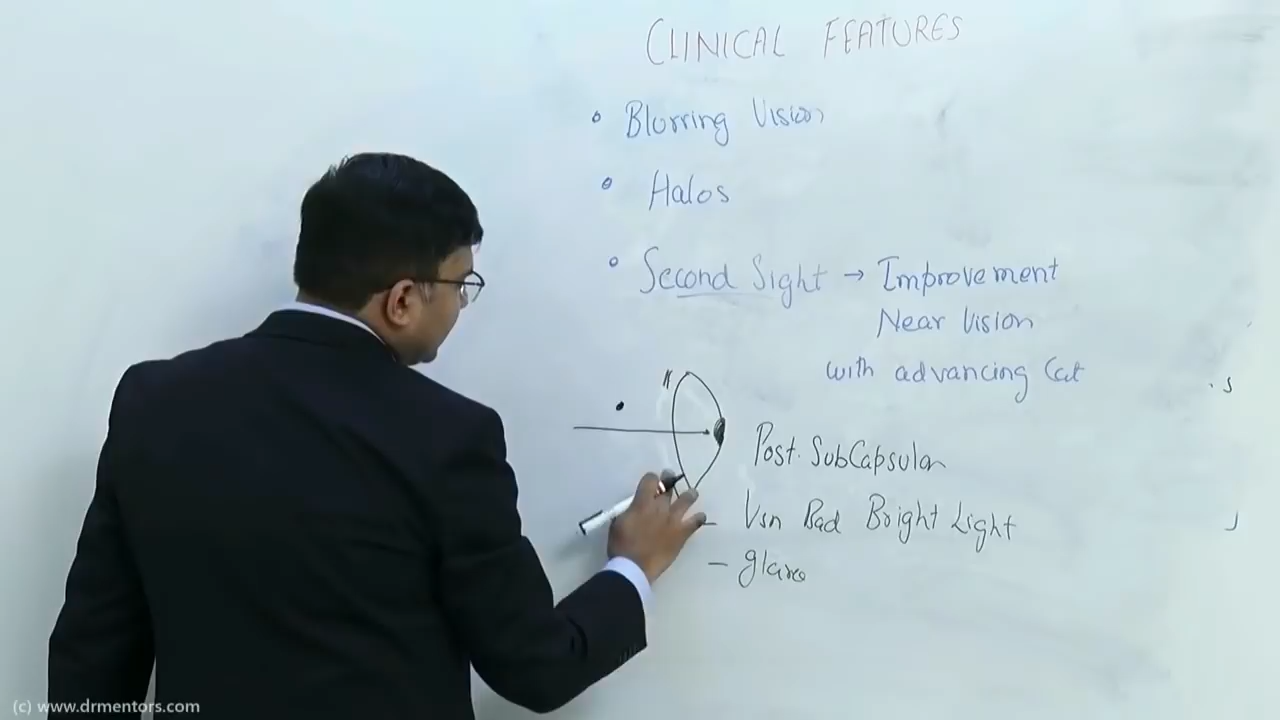 CLINICAL FEATURES
• Blurring Vision
• Halos
• Second Sight → Improvement
Near Vision
with advancing Cat
Post. SubCapsular
- Vsn Bad Bright Light
- glare
(c) www.drmentors.com